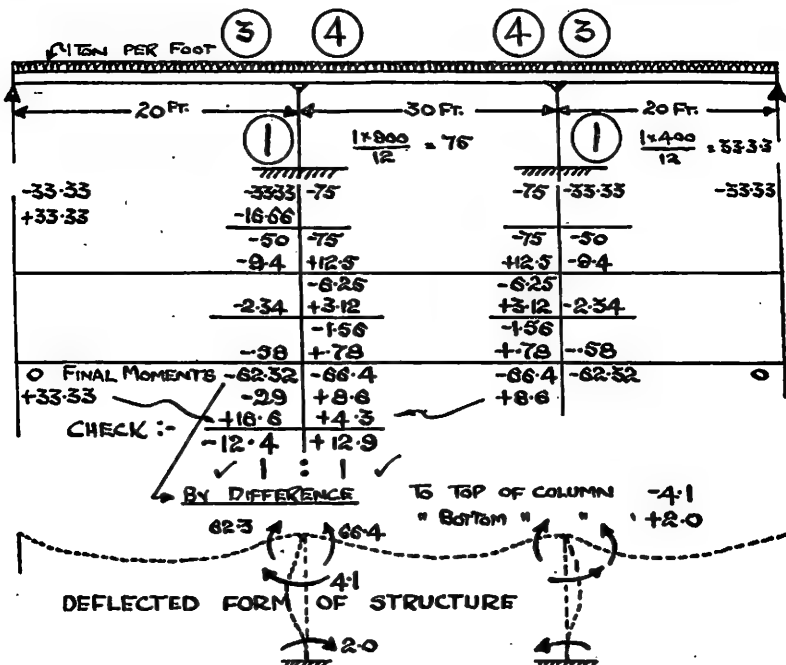 ③ ④ ④ ③
1 TON PER FOOT
20 FT. 30 FT. 20 FT.
① 1×900/12 = 75 ① 1×400/12 = 33.33
-33.33 -33.33 -75 -75 -33.33 -33.33
+33.33 -16.66
-50 -75 -75 -50
-9.4 +12.5 +12.5 -9.4
-6.25 -6.25
-2.34 +3.12 +3.12 -2.34
-1.56 -1.56
-.58 +.78 +.78 -.58
0 FINAL MOMENTS -62.32 -66.4 -66.4 -62.32 0
+33.33 -29 +8.6 +8.6
CHECK :- +16.6 +4.3
-12.4 +12.9
✓ 1 : 1 ✓
BY DIFFERENCE TO TOP OF COLUMN -4.1
" BOTTOM " " +2.0
62.3 66.4
4.1
DEFLECTED FORM OF STRUCTURE
2.0